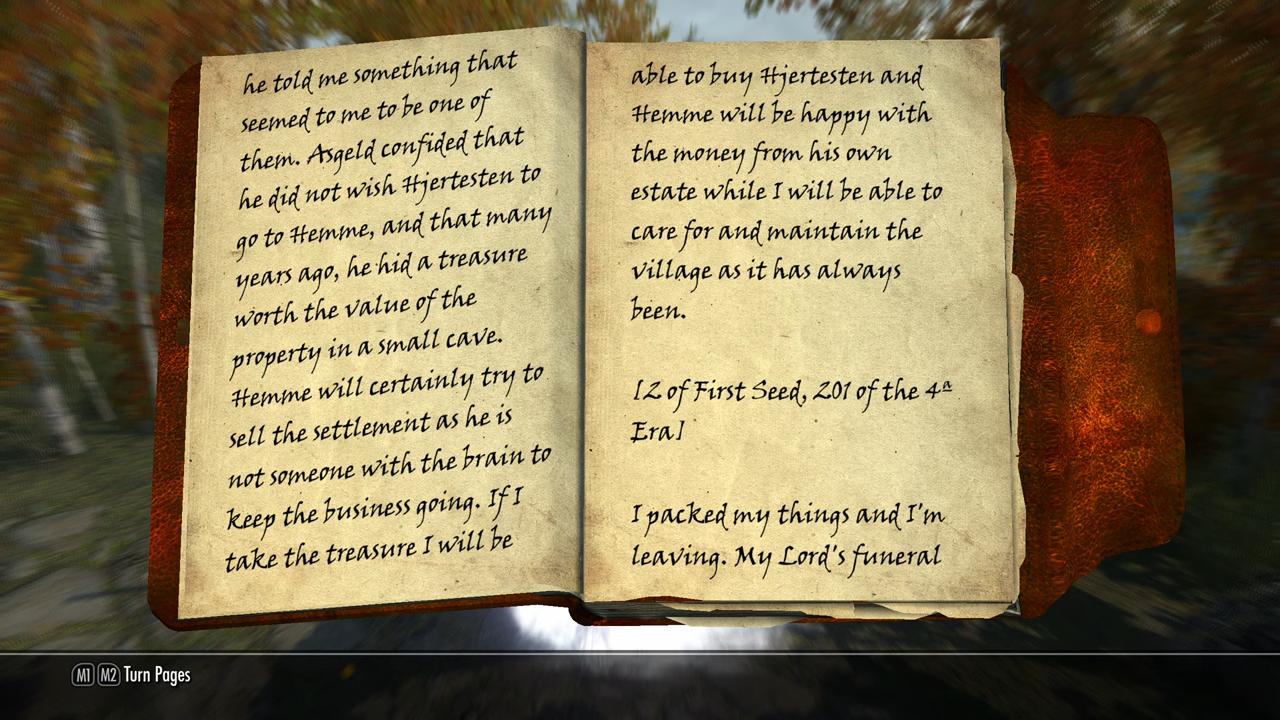 he told me something that
seemed to me to be one of
them. Asgeld confided that
he did not wish Hjertesten to
go to Hemme, and that many
years ago, he hid a treasure
worth the value of the
property in a small cave.
Hemme will certainly try to
sell the settlement as he is
not someone with the brain to
keep the business going. If I
take the treasure I will be
able to buy Hjertesten and
Hemme will be happy with
the money from his own
estate while I will be able to
care for and maintain the
village as it has always
been.
[2 of First Seed, 201 of the 4ª
Era]
I packed my things and I'm
leaving. My Lord's funeral
M1 M2 Turn Pages